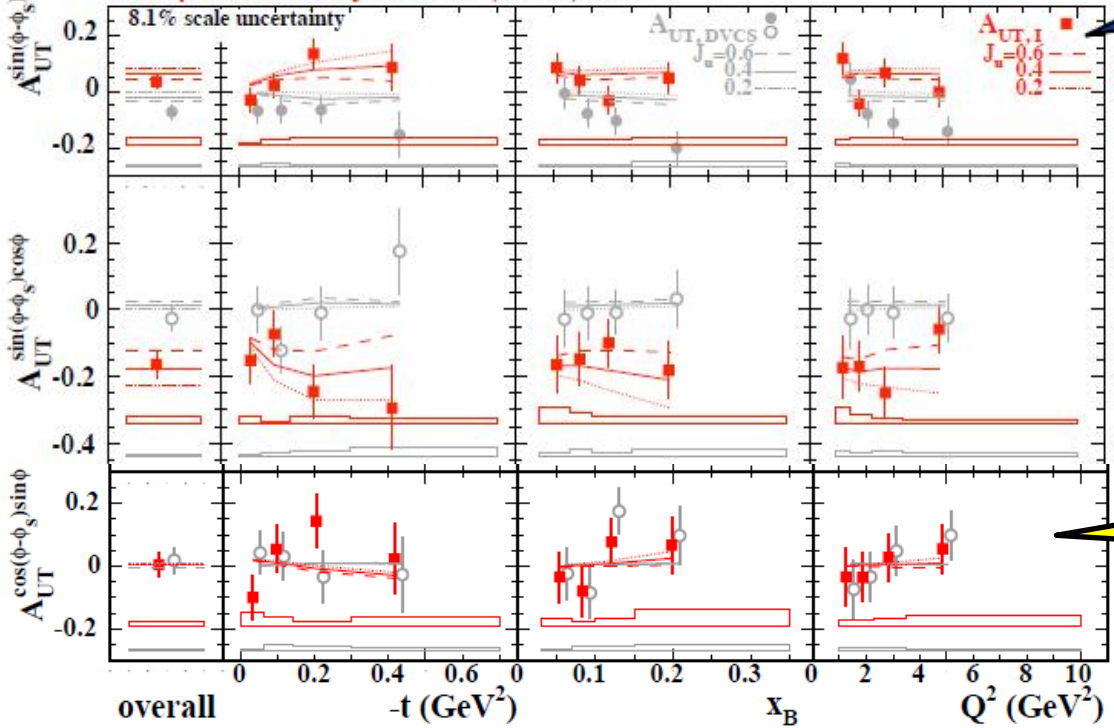 8.1% scale uncertainty
A_UT^sin(φ-φ_s)
0.2
0
-0.2
A_UT,DVCS
J_u=0.6
0.4
0.2
A_UT,I
J_u=0.6
0.4
0.2
A_UT^sin(φ-φ_s)cosφ
0.2
0
-0.2
-0.4
A_UT^cos(φ-φ_s)sinφ
0.2
0
-0.2
0 0.2 0.4 0.6 0 0.1 0.2 0.3 2 4 6 8 10
overall -t (GeV²) x_B Q² (GeV²)